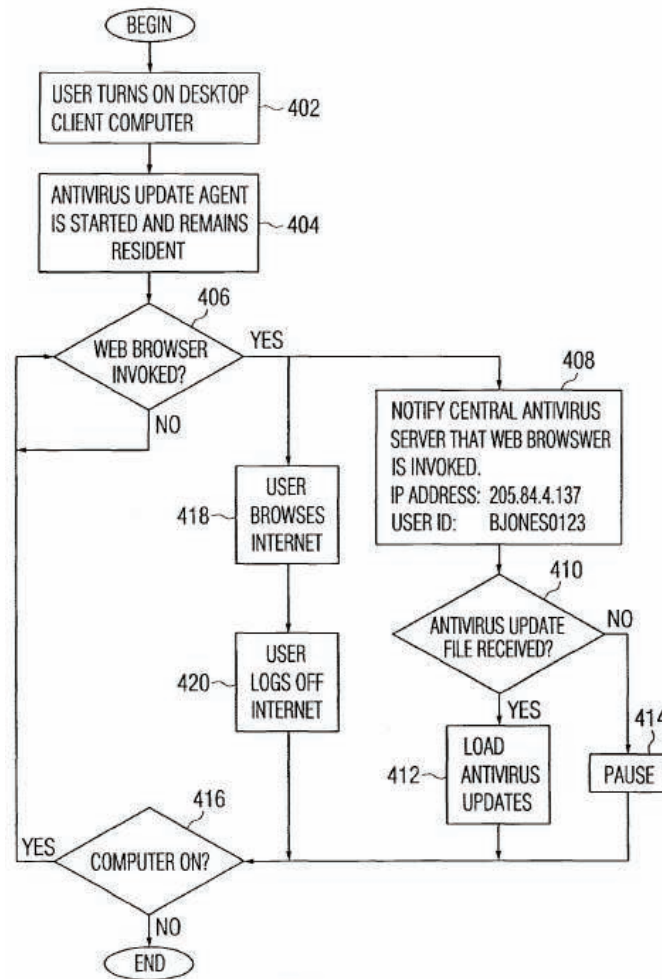 BEGIN
USER TURNS ON DESKTOP
CLIENT COMPUTER
402
ANTIVIRUS UPDATE AGENT
IS STARTED AND REMAINS
RESIDENT
404
406
WEB BROWSER
INVOKED?
YES
NO
408
NOTIFY CENTRAL ANTIVIRUS
SERVER THAT WEB BROWSWER
IS INVOKED.
IP ADDRESS: 205.84.4.137
USER ID: BJONES0123
418
USER
BROWSES
INTERNET
410
ANTIVIRUS UPDATE
FILE RECEIVED?
NO
YES
420
USER
LOGS OFF
INTERNET
412
LOAD
ANTIVIRUS
UPDATES
414
PAUSE
416
COMPUTER ON?
YES
NO
END